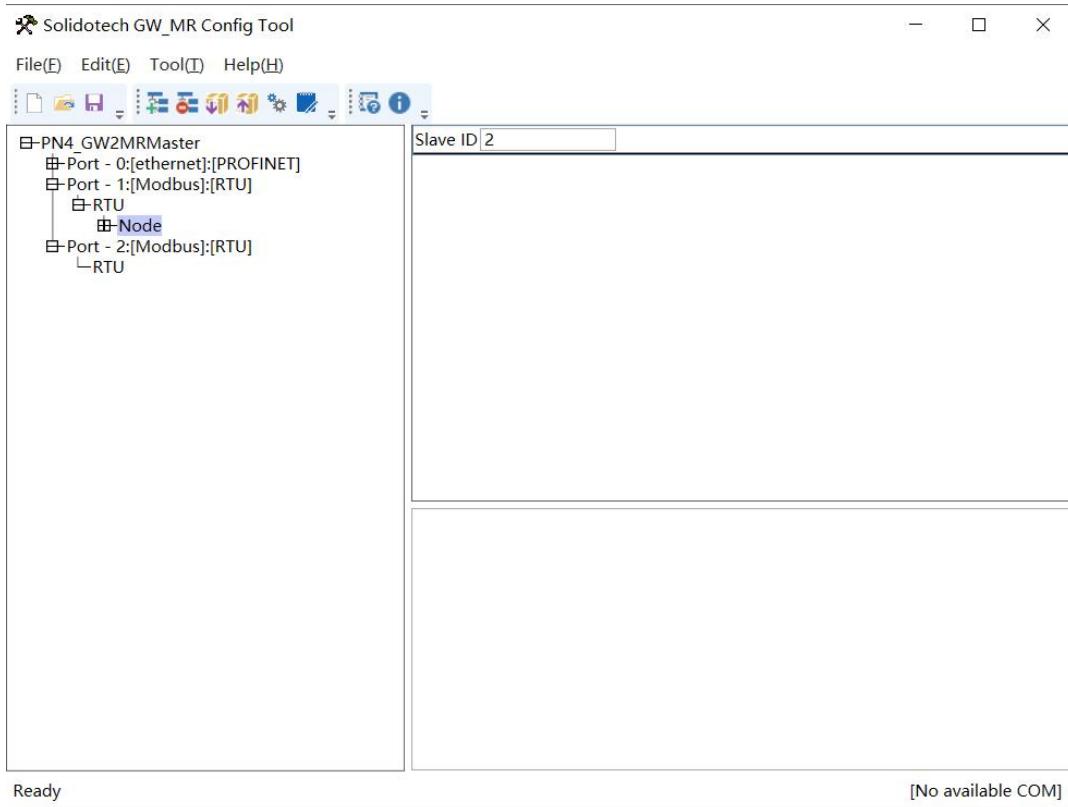 Solidotech GW_MR Config Tool
File(F) Edit(E) Tool(T) Help(H)
PN4_GW2MRMaster
Port - 0:[ethernet]:[PROFINET]
Port - 1:[Modbus]:[RTU]
RTU
Node
Port - 2:[Modbus]:[RTU]
RTU
Slave ID 2
Ready
[No available COM]